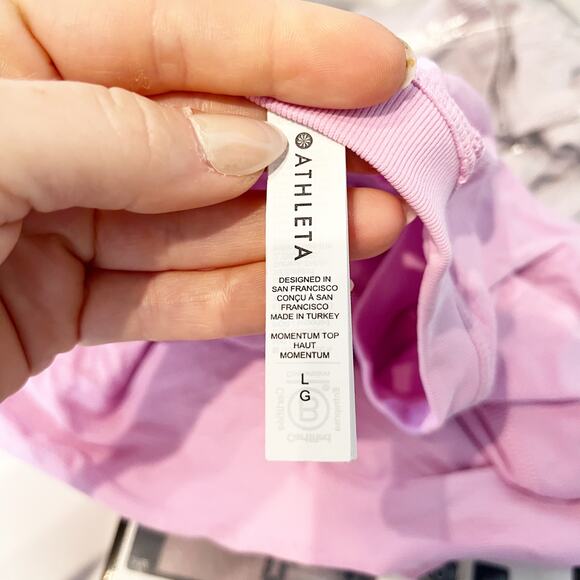 ATHLETA
DESIGNED IN
SAN FRANCISCO
CONÇU À SAN
FRANCISCO
MADE IN TURKEY
MOMENTUM TOP
HAUT
MOMENTUM
L
G